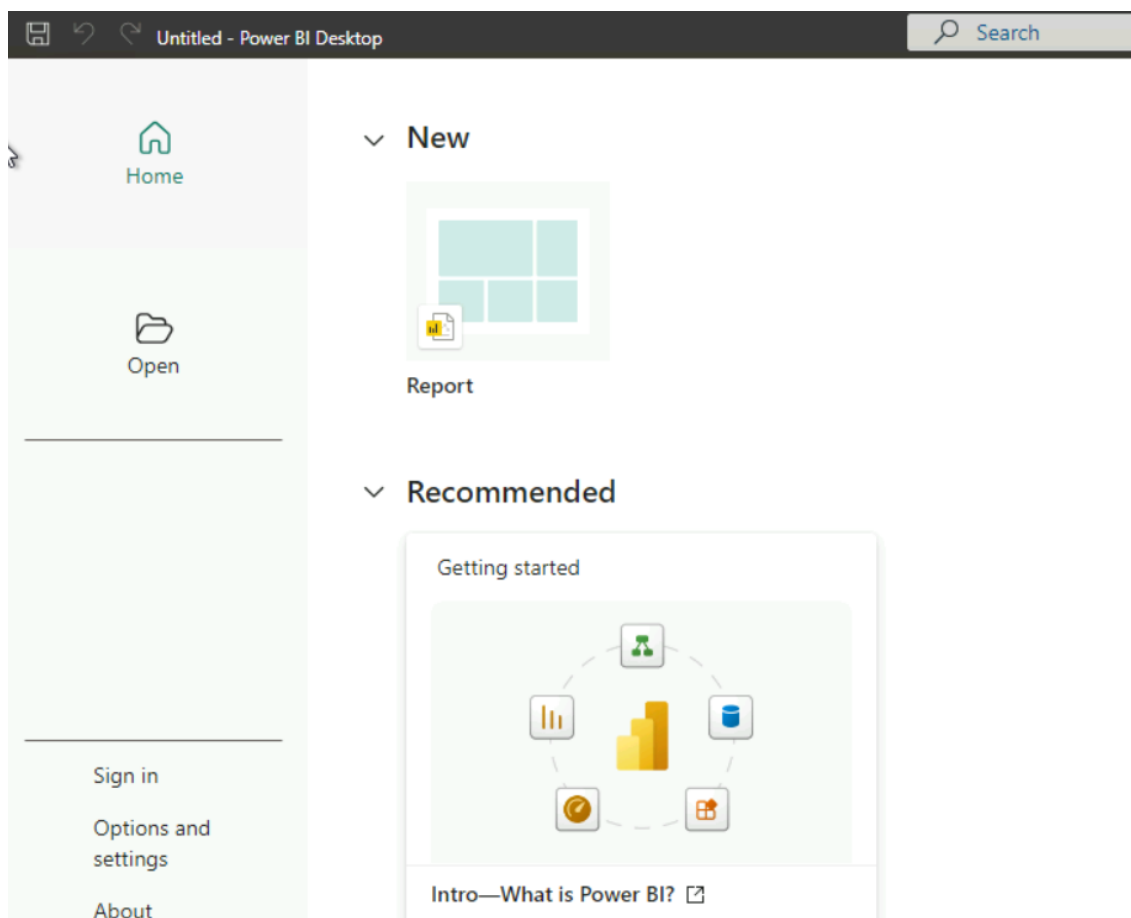 Untitled - Power BI Desktop
Search
Home
Open
New
Report
Recommended
Getting started
Intro—What is Power BI?
Sign in
Options and
settings
About